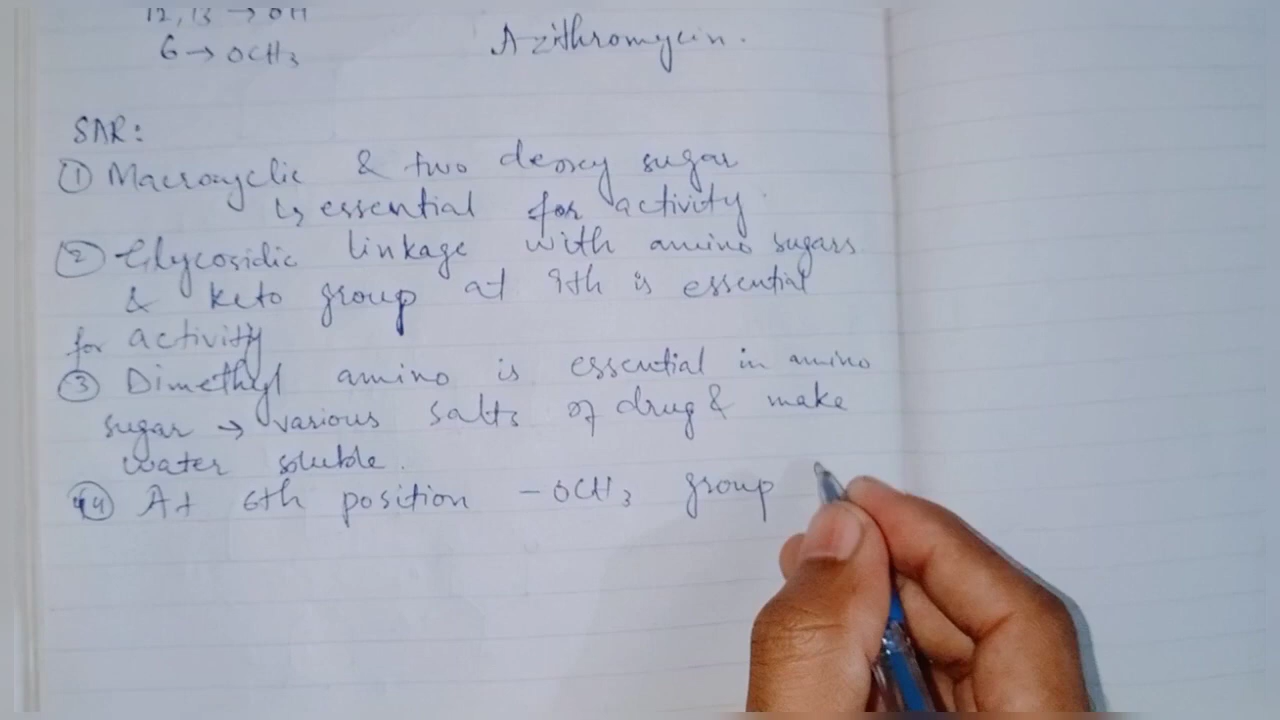 12,13 → OH
6 → OCH3
Azithromycin.
SAR:
① Macrocyclic & two deoxy sugar
↳ essential for activity.
② Glycosidic linkage with amino sugars
& keto group at 9th is essential
for activity
③ Dimethyl amino is essential in amino
sugar → various salts of drug & make
water soluble.
④ At 6th position -OCH3 group